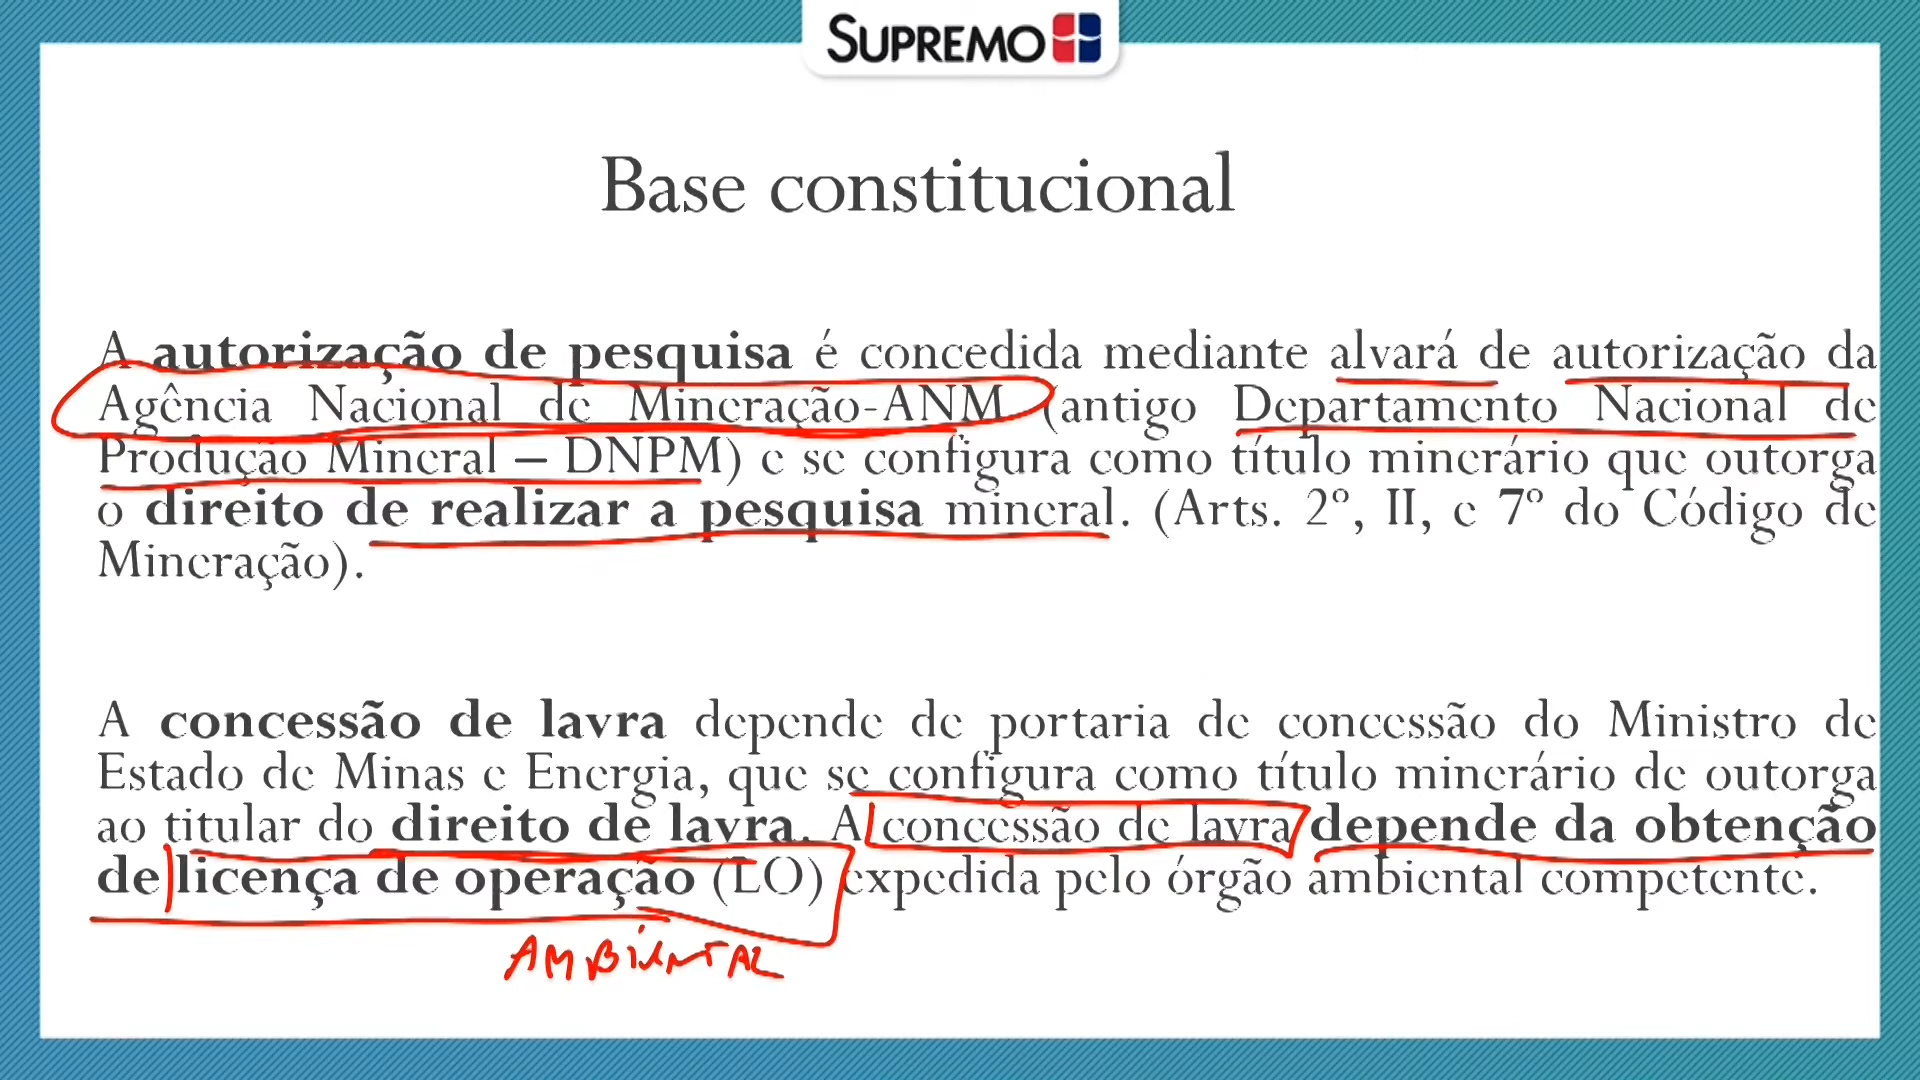 SUPREMO
Base constitucional
A autorização de pesquisa é concedida mediante alvará de autorização da
Agência Nacional de Mineração-ANM (antigo Departamento Nacional de
Produção Mineral – DNPM) e se configura como título minerário que outorga
o direito de realizar a pesquisa mineral. (Arts. 2º, II, e 7º do Código de
Mineração).
A concessão de lavra depende de portaria de concessão do Ministro de
Estado de Minas e Energia, que se configura como título minerário de outorga
ao titular do direito de lavra. A concessão de lavra depende da obtenção
de licença de operação (LO) expedida pelo órgão ambiental competente.
AMBIENTAL